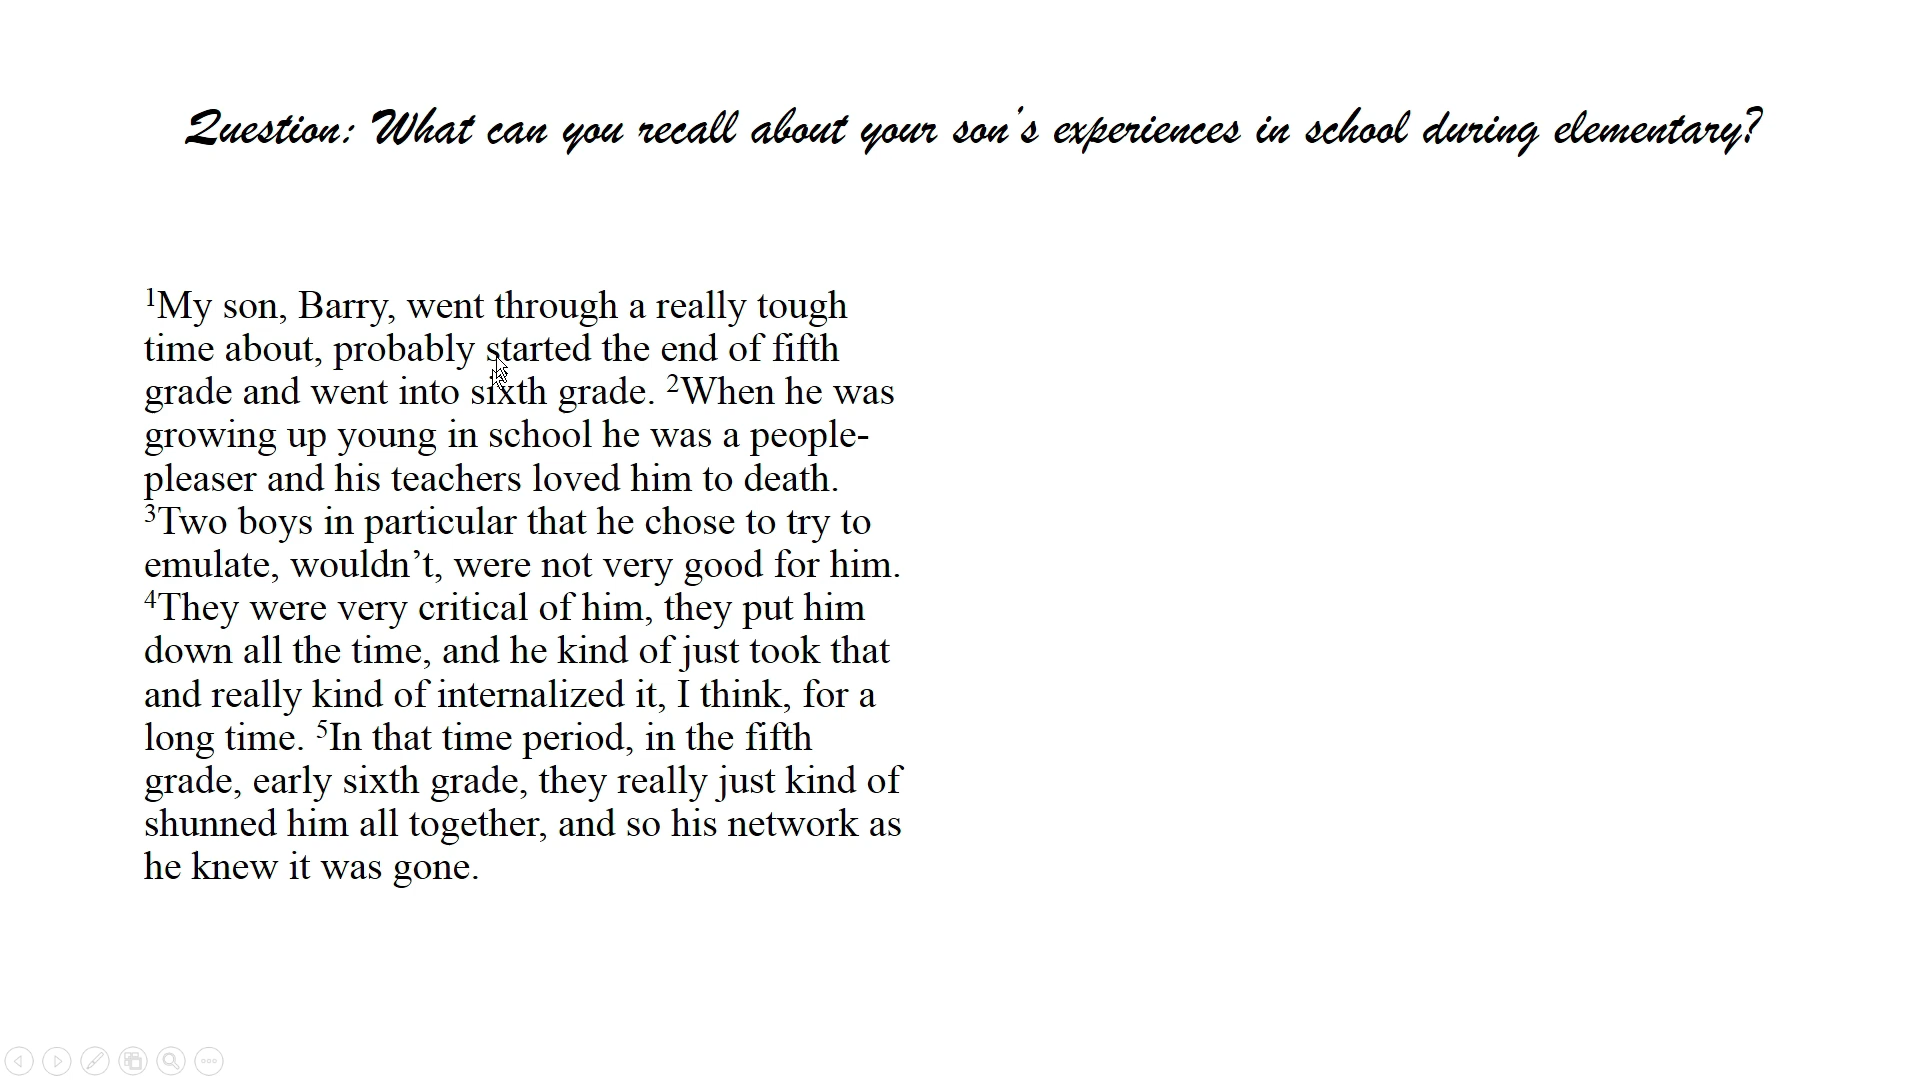 Question: What can you recall about your son's experiences in school during elementary?
¹My son, Barry, went through a really tough
time about, probably started the end of fifth
grade and went into sixth grade. ²When he was
growing up young in school he was a people-
pleaser and his teachers loved him to death.
³Two boys in particular that he chose to try to
emulate, wouldn’t, were not very good for him.
⁴They were very critical of him, they put him
down all the time, and he kind of just took that
and really kind of internalized it, I think, for a
long time. ⁵In that time period, in the fifth
grade, early sixth grade, they really just kind of
shunned him all together, and so his network as
he knew it was gone.